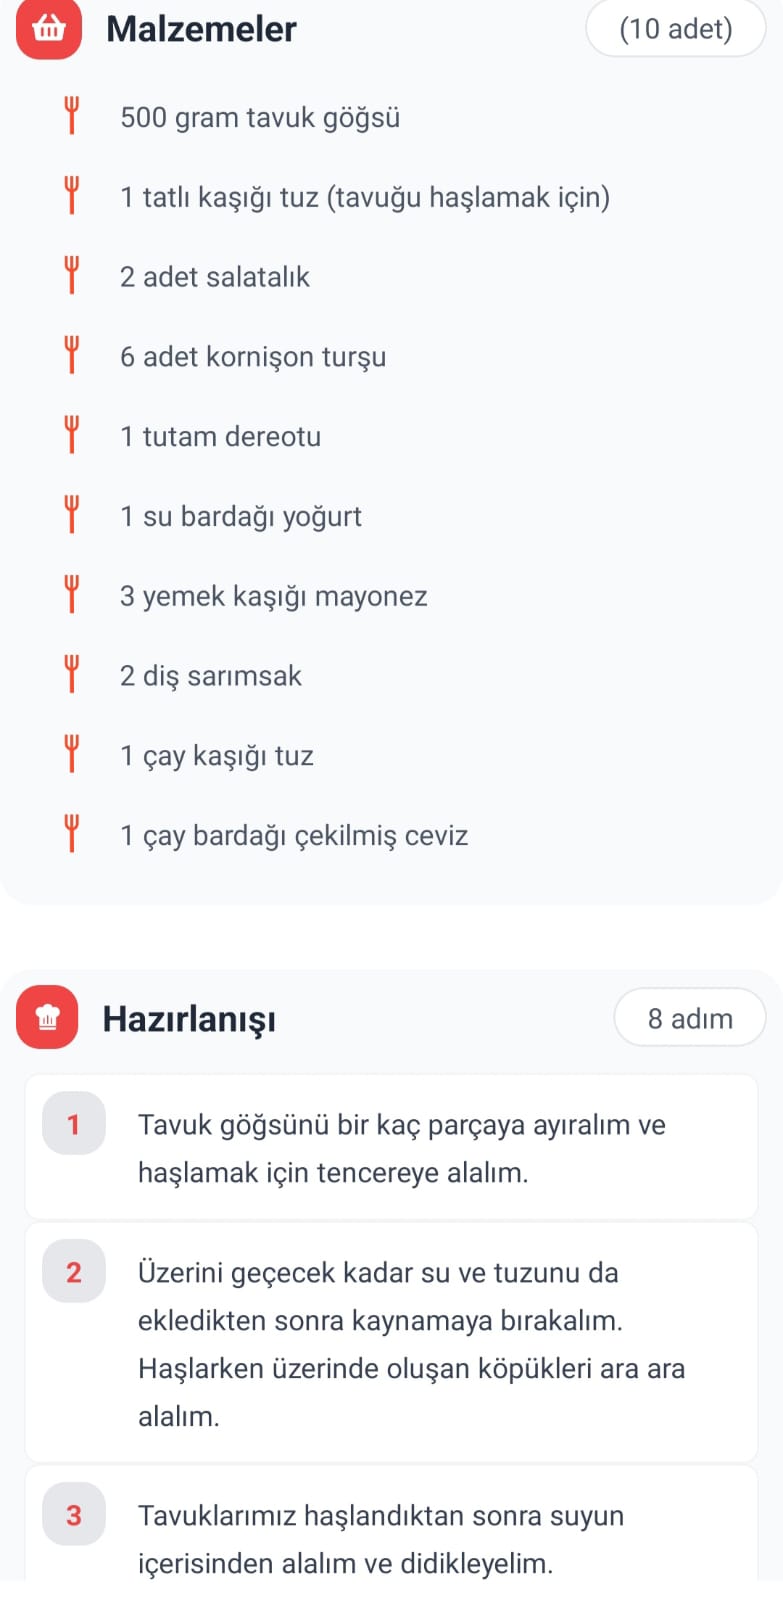 Malzemeler
(10 adet)
500 gram tavuk göğsü
1 tatlı kaşığı tuz (tavuğu haşlamak için)
2 adet salatalık
6 adet kornişon turşu
1 tutam dereotu
1 su bardağı yoğurt
3 yemek kaşığı mayonez
2 diş sarımsak
1 çay kaşığı tuz
1 çay bardağı çekilmiş ceviz
Hazırlanışı
8 adım
1
Tavuk göğsünü bir kaç parçaya ayıralım ve
haşlamak için tencereye alalım.
2
Üzerini geçecek kadar su ve tuzunu da
ekledikten sonra kaynamaya bırakalım.
Haşlarken üzerinde oluşan köpükleri ara ara
alalım.
3
Tavuklarımız haşlandıktan sonra suyun
içerisinden alalım ve didikleyelim.